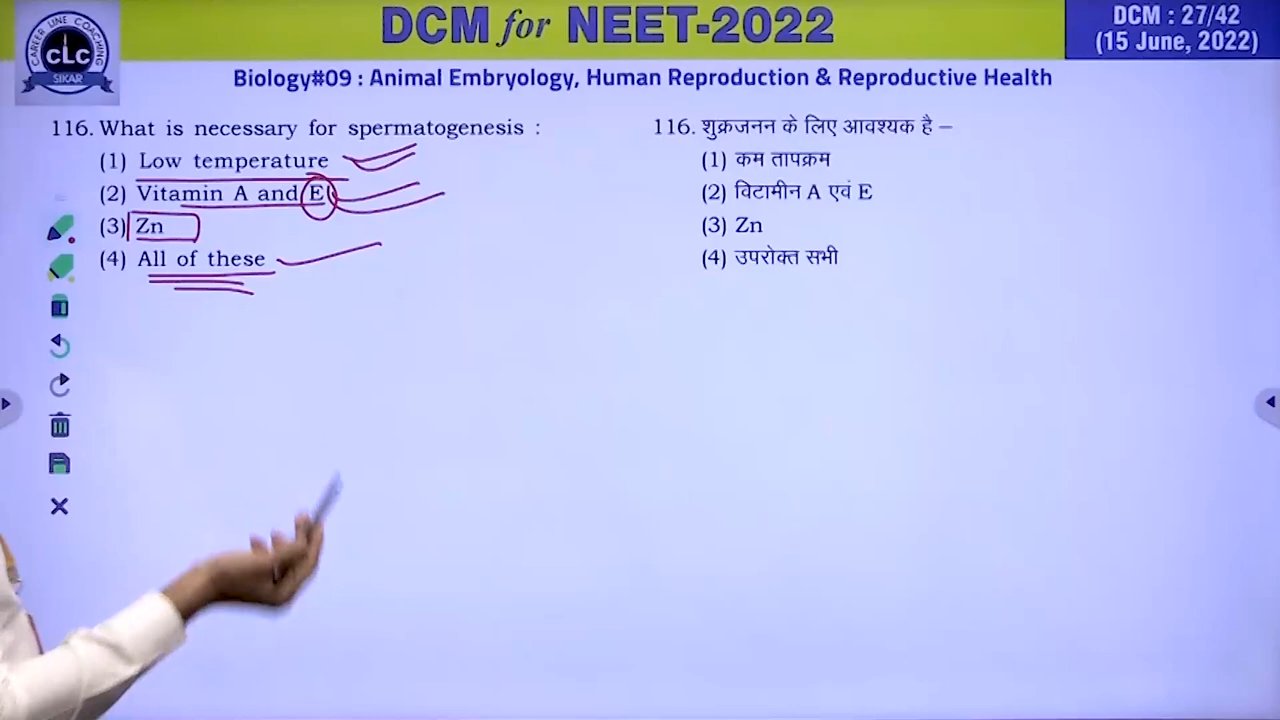 CAREER LINE COACHING
CLC
SIKAR
DCM for NEET-2022
DCM : 27/42
(15 June, 2022)
Biology#09 : Animal Embryology, Human Reproduction & Reproductive Health
116. What is necessary for spermatogenesis :
(1) Low temperature
(2) Vitamin A and E
(3) Zn
(4) All of these
116. शुक्रजनन के लिए आवश्यक है –
(1) कम तापक्रम
(2) विटामीन A एवं E
(3) Zn
(4) उपरोक्त सभी